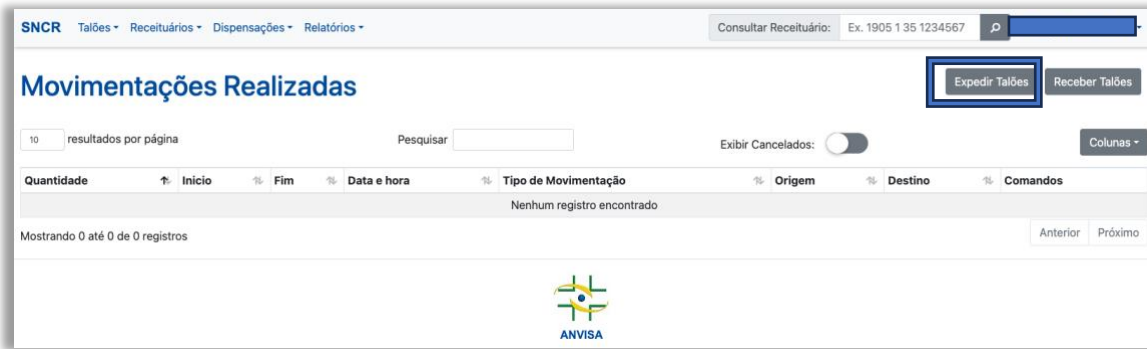 SNCR Talões Receituários Dispensações Relatórios Consultar Receituário: Ex. 1905 1 35 1234567
Movimentações Realizadas Expedir Talões Receber Talões
10 resultados por página Pesquisar Exibir Cancelados: Colunas
Quantidade Início Fim Data e hora Tipo de Movimentação Origem Destino Comandos
Nenhum registro encontrado
Mostrando 0 até 0 de 0 registros Anterior Próximo
ANVISA